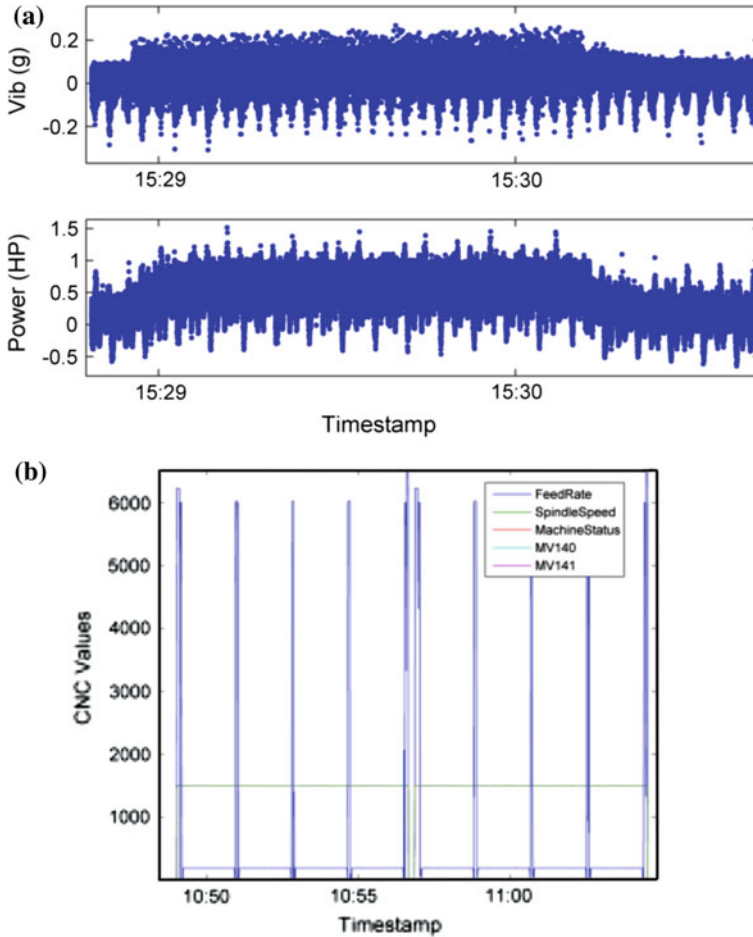 (a)
Vib (g)
0.2
0
-0.2
15:29 15:30
Power (HP)
1.5
1
0.5
0
-0.5
15:29 15:30
Timestamp
(b)
CNC Values
6000
5000
4000
3000
2000
1000
FeedRate
SpindleSpeed
MachineStatus
MV140
MV141
10:50 10:55 11:00
Timestamp